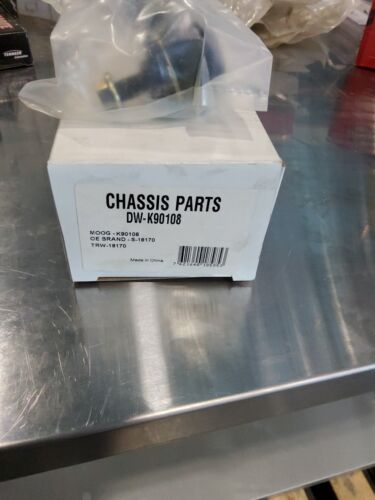 CHASSIS PARTS
DW-K90108
MOOG - K90108
OE BRAND - S-18170
TRW-18170
Made in China